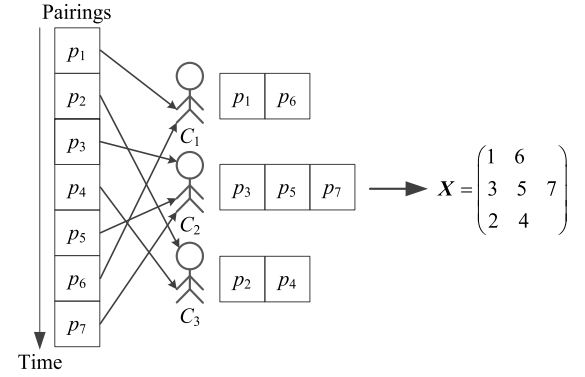 Pairings
p1
p2
p3
p4
p5
p6
p7
Time
C1
p1 p6
C2
p3 p5 p7
C3
p2 p4
X = (1 6
3 5 7
2 4)